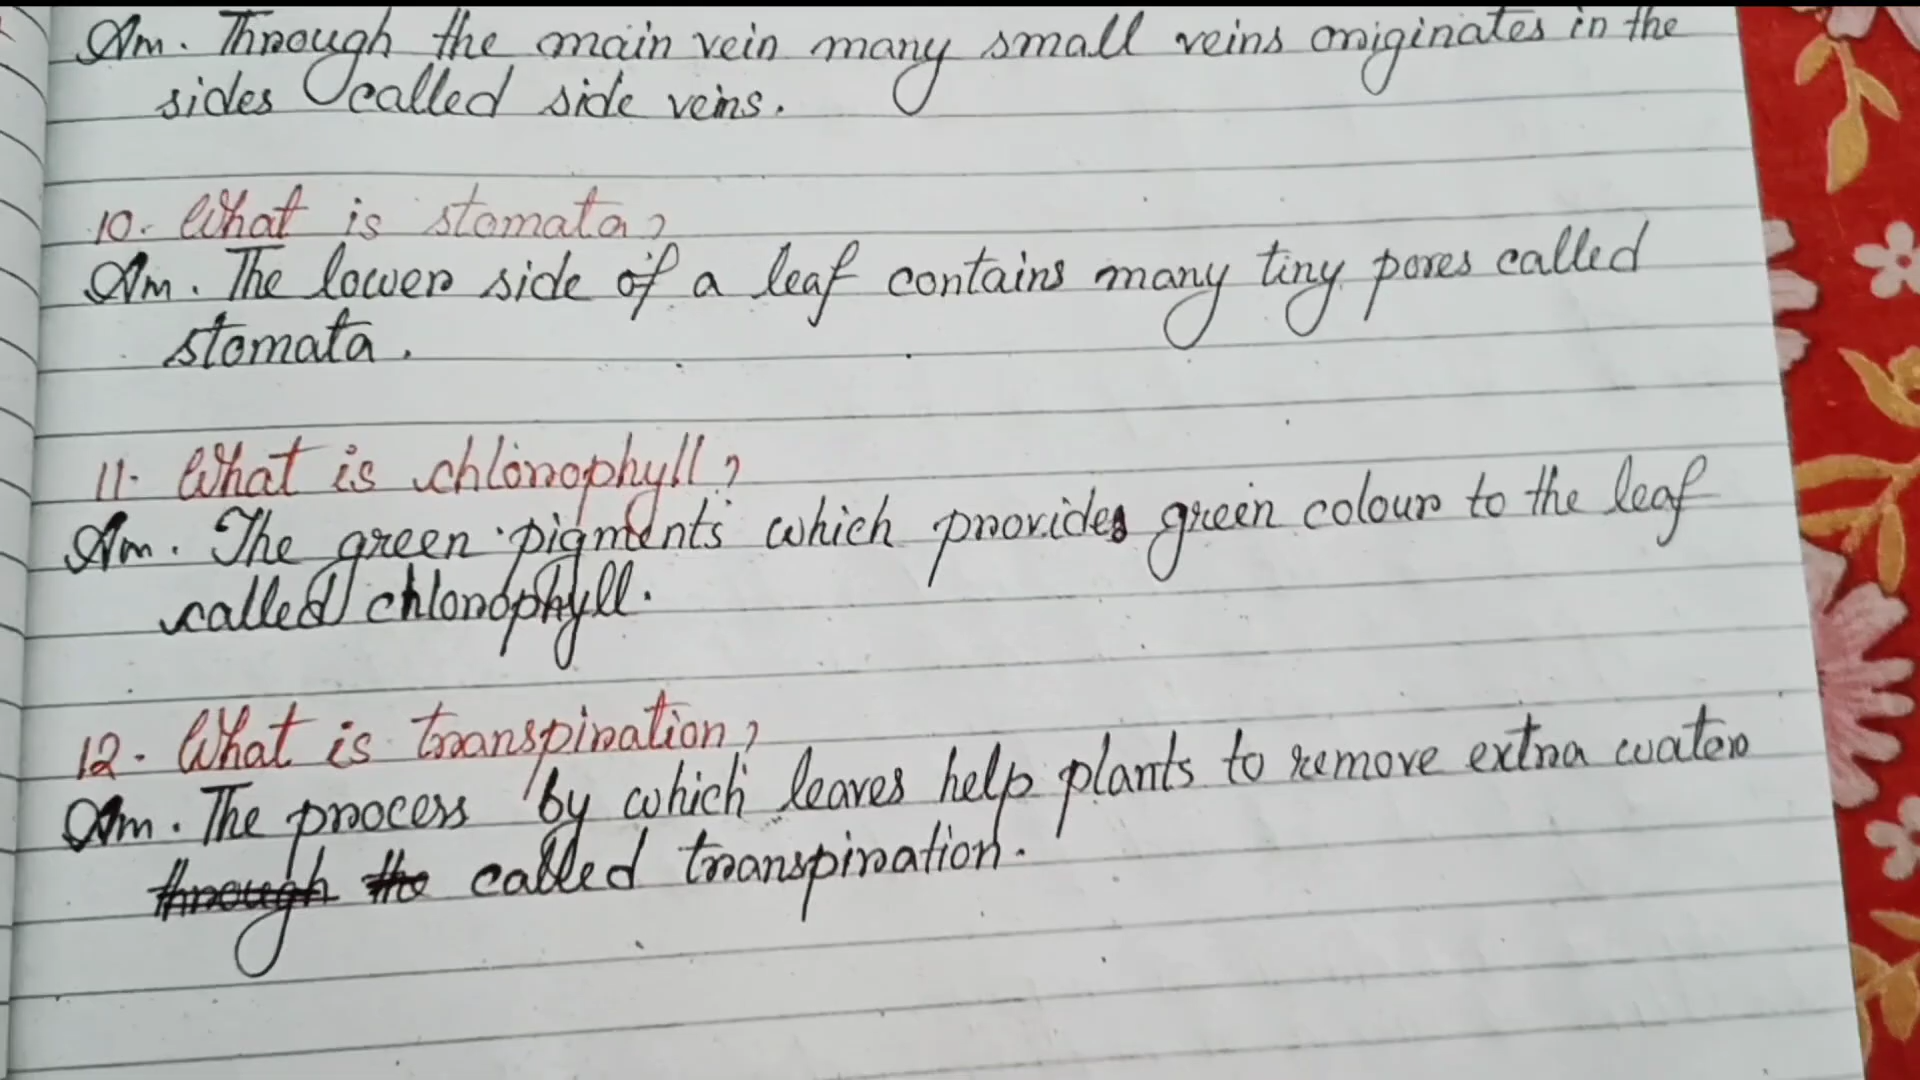 Ans. Through the main vein many small veins originates in the
sides called side veins.
10. What is stomata?
Ans. The lower side of a leaf contains many tiny pores called
stomata.
11. What is chlorophyll?
Ans. The green pigments which provides green colour to the leaf
called chlorophyll.
12. What is transpiration?
Ans. The process by which leaves help plants to remove extra water
through the called transpiration.